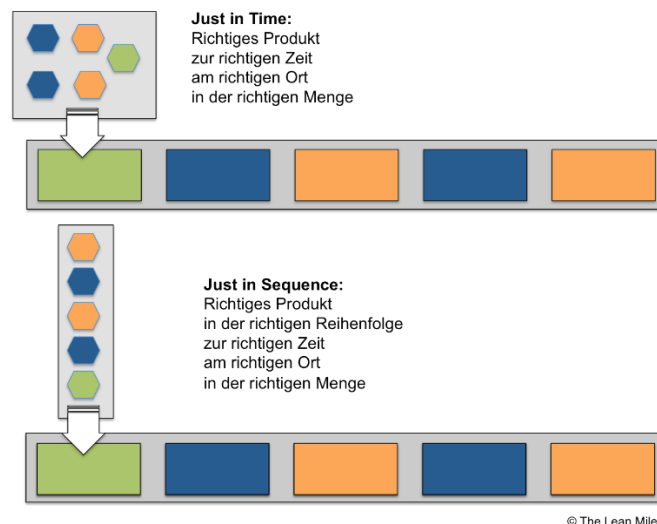 Just in Time:
Richtiges Produkt
zur richtigen Zeit
am richtigen Ort
in der richtigen Menge
Just in Sequence:
Richtiges Produkt
in der richtigen Reihenfolge
zur richtigen Zeit
am richtigen Ort
in der richtigen Menge
© The Lean Mile